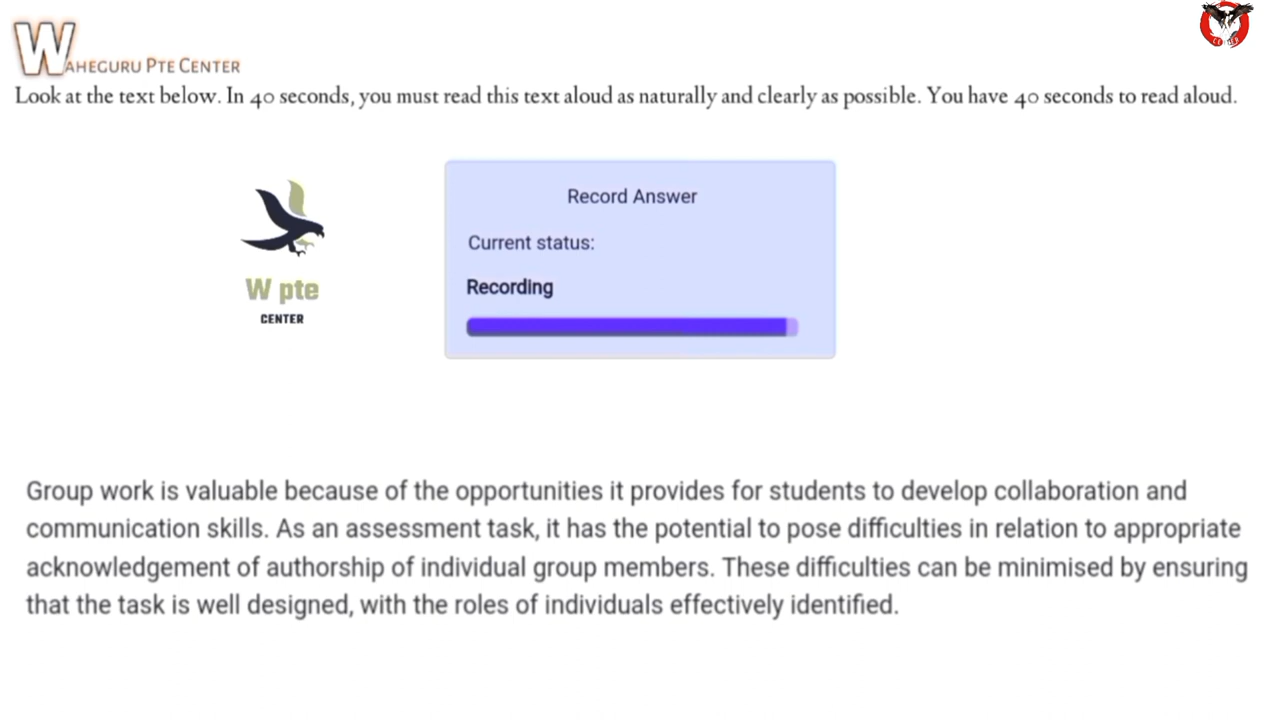 WAHEGURU PTE CENTER
Look at the text below. In 40 seconds, you must read this text aloud as naturally and clearly as possible. You have 40 seconds to read aloud.
Record Answer
Current status:
Recording
W pte
CENTER
Group work is valuable because of the opportunities it provides for students to develop collaboration and
communication skills. As an assessment task, it has the potential to pose difficulties in relation to appropriate
acknowledgement of authorship of individual group members. These difficulties can be minimised by ensuring
that the task is well designed, with the roles of individuals effectively identified.